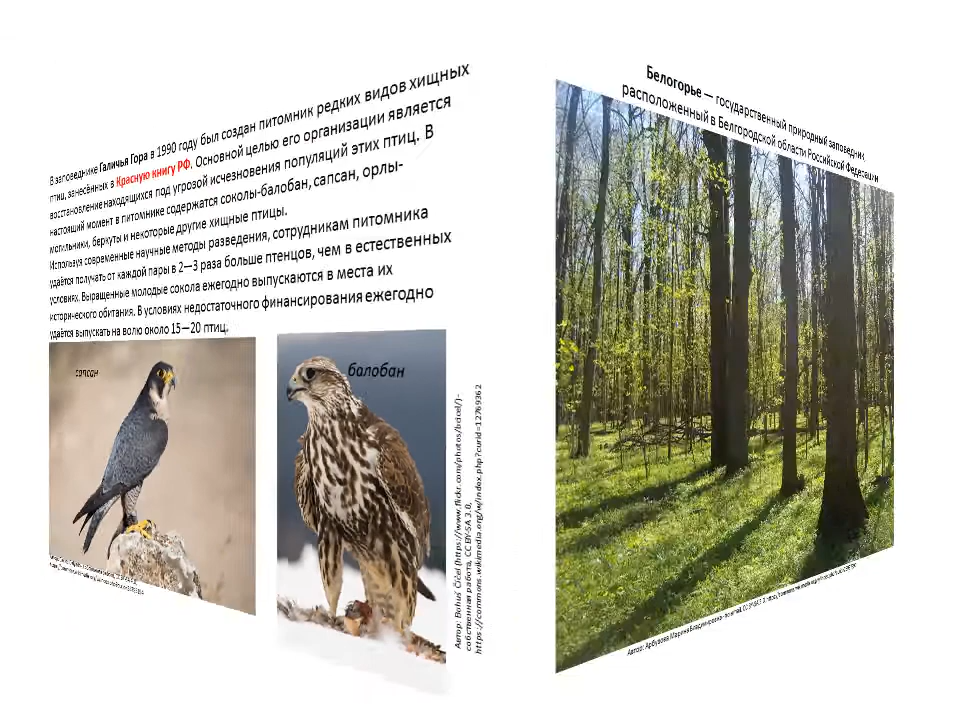 В заповеднике Галичья Гора в 1990 году был создан питомник редких видов хищных
птиц, занесённых в Красную книгу РФ. Основной целью его организации является
восстановление находящихся под угрозой исчезновения популяций этих птиц. В
настоящий момент в питомнике содержатся соколы-балобан, сапсан, орлы-
могильники, беркуты и некоторые другие хищные птицы.
Используя современные научные методы разведения, сотрудникам питомника
удаётся получать от каждой пары в 2—3 раза больше птенцов, чем в естественных
условиях. Выращенные молодые сокола ежегодно выпускаются в места их
исторического обитания. В условиях недостаточного финансирования ежегодно
удаётся выпускать на волю около 15—20 птиц.
сапсан
балобан
Автор: Bohuš Číčel (https://www.flickr.com/photos/bcicel/) -
собственная работа, CC BY-SA 3.0,
https://commons.wikimedia.org/w/index.php?curid=12769362
Белогорье — государственный природный заповедник,
расположенный в Белгородской области Российской Федерации
Автор: Арбузова Марина Владимировна